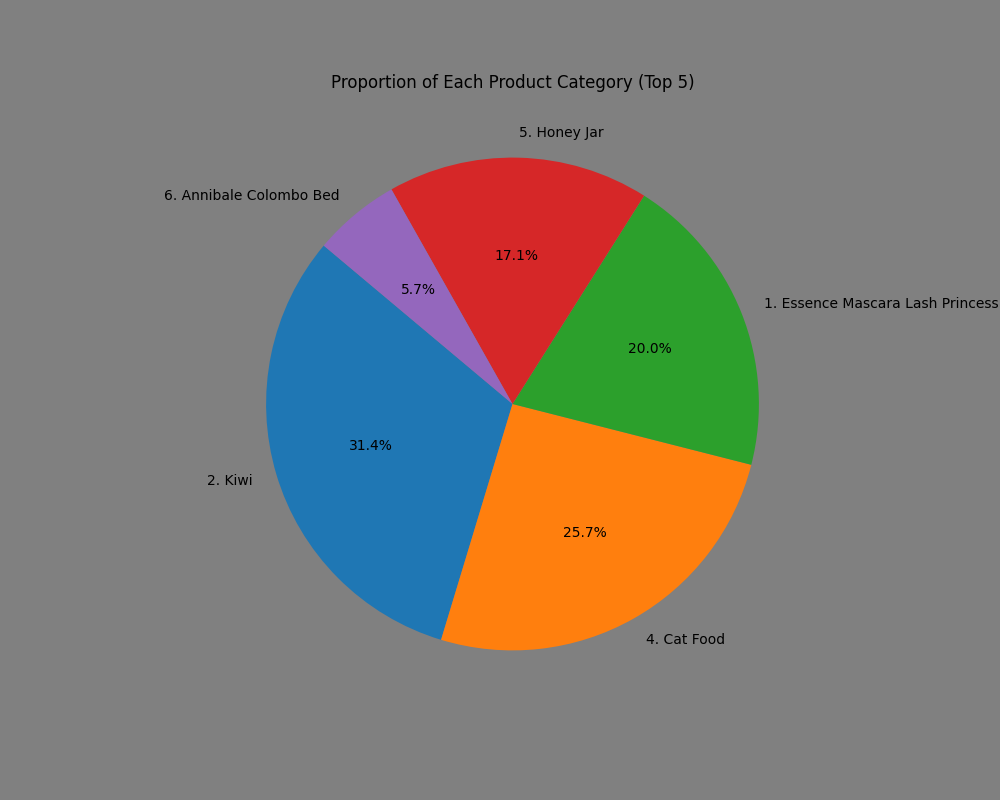 Proportion of Each Product Category (Top 5)
5. Honey Jar
6. Annibale Colombo Bed
17.1%
5.7%
1. Essence Mascara Lash Princess
20.0%
31.4%
2. Kiwi
25.7%
4. Cat Food